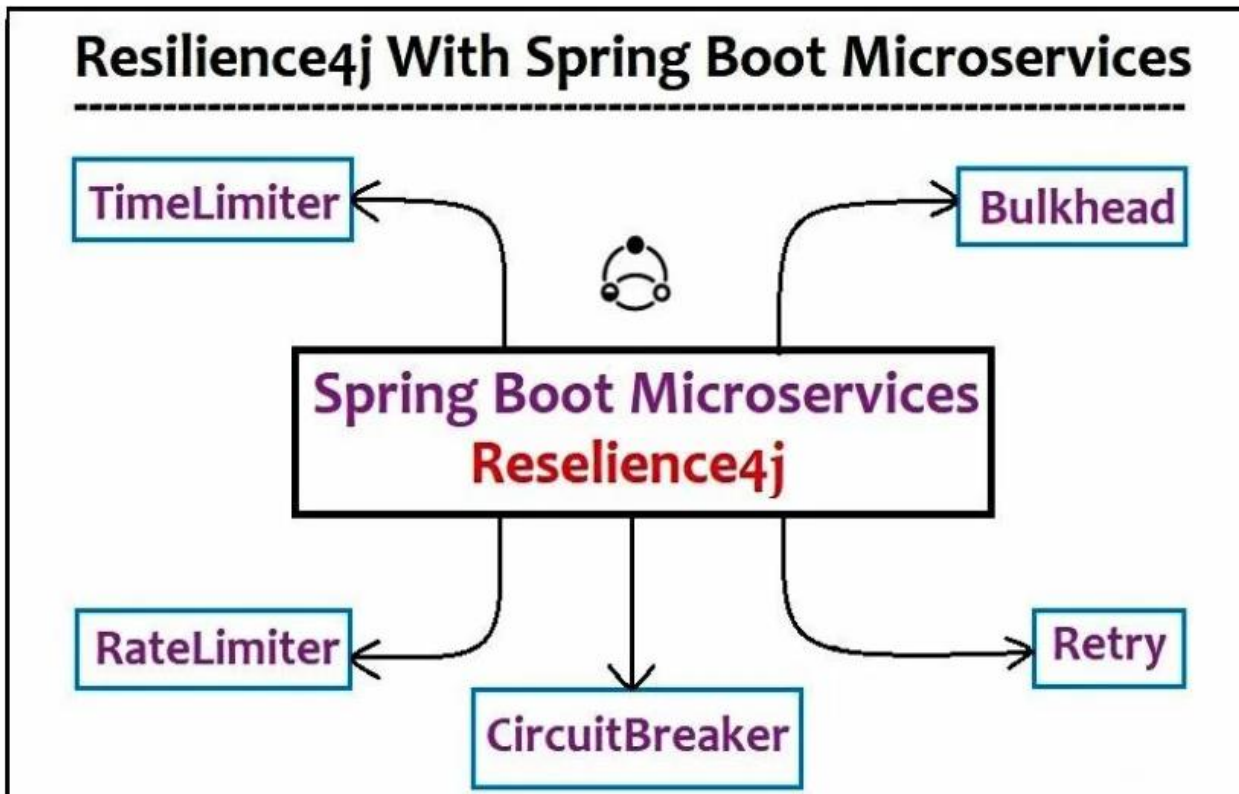 Resilience4j With Spring Boot Microservices
TimeLimiter
Bulkhead
Spring Boot Microservices
Reselience4j
RateLimiter
Retry
CircuitBreaker